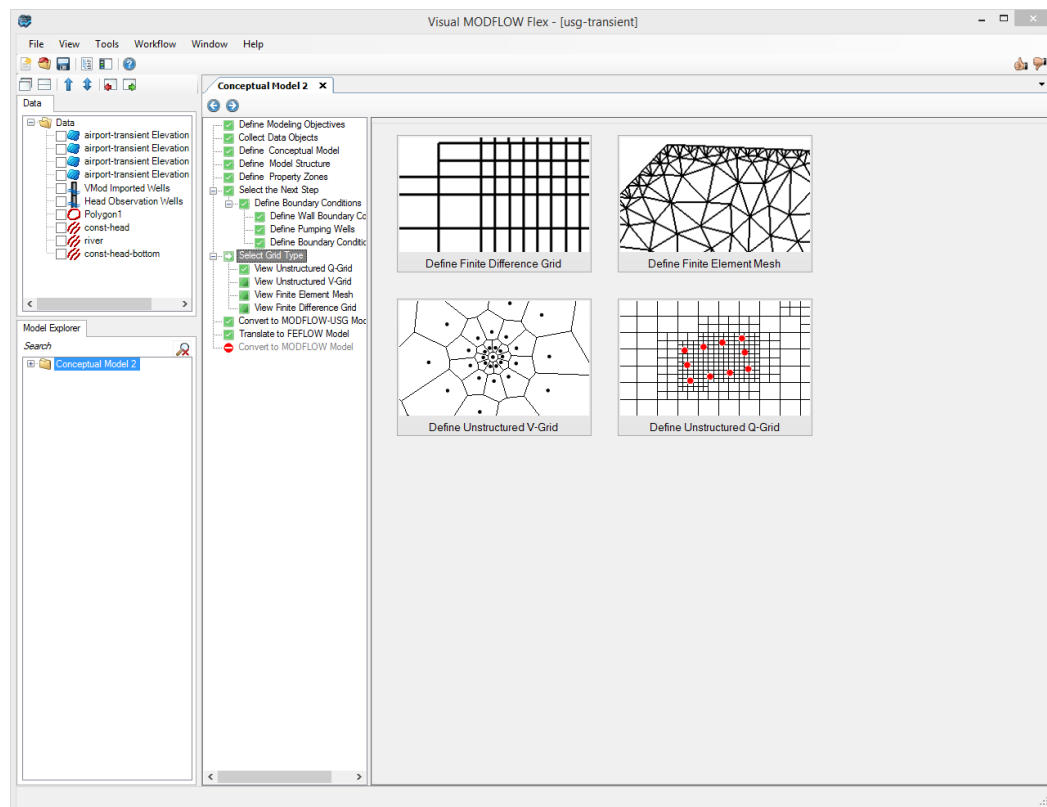 Visual MODFLOW Flex - [usg-transient]
File View Tools Workflow Window Help
Data
Data
airport-transient Elevation
airport-transient Elevation
airport-transient Elevation
airport-transient Elevation
VMod Imported Wells
Head Observation Wells
Polygon1
const-head
river
const-head-bottom
Model Explorer
Search
Conceptual Model 2
Conceptual Model 2
Define Modeling Objectives
Collect Data Objects
Define Conceptual Model
Define Model Structure
Define Property Zones
Select the Next Step
Define Boundary Conditions
Define Wall Boundary Co
Define Pumping Wells
Define Boundary Conditic
Select Grid Type
View Unstructured Q-Grid
View Unstructured V-Grid
View Finite Element Mesh
View Finite Difference Grid
Convert to MODFLOW-USG Moc
Translate to FEFLOW Model
Convert to MODFLOW Model
Define Finite Difference Grid
Define Finite Element Mesh
Define Unstructured V-Grid
Define Unstructured Q-Grid